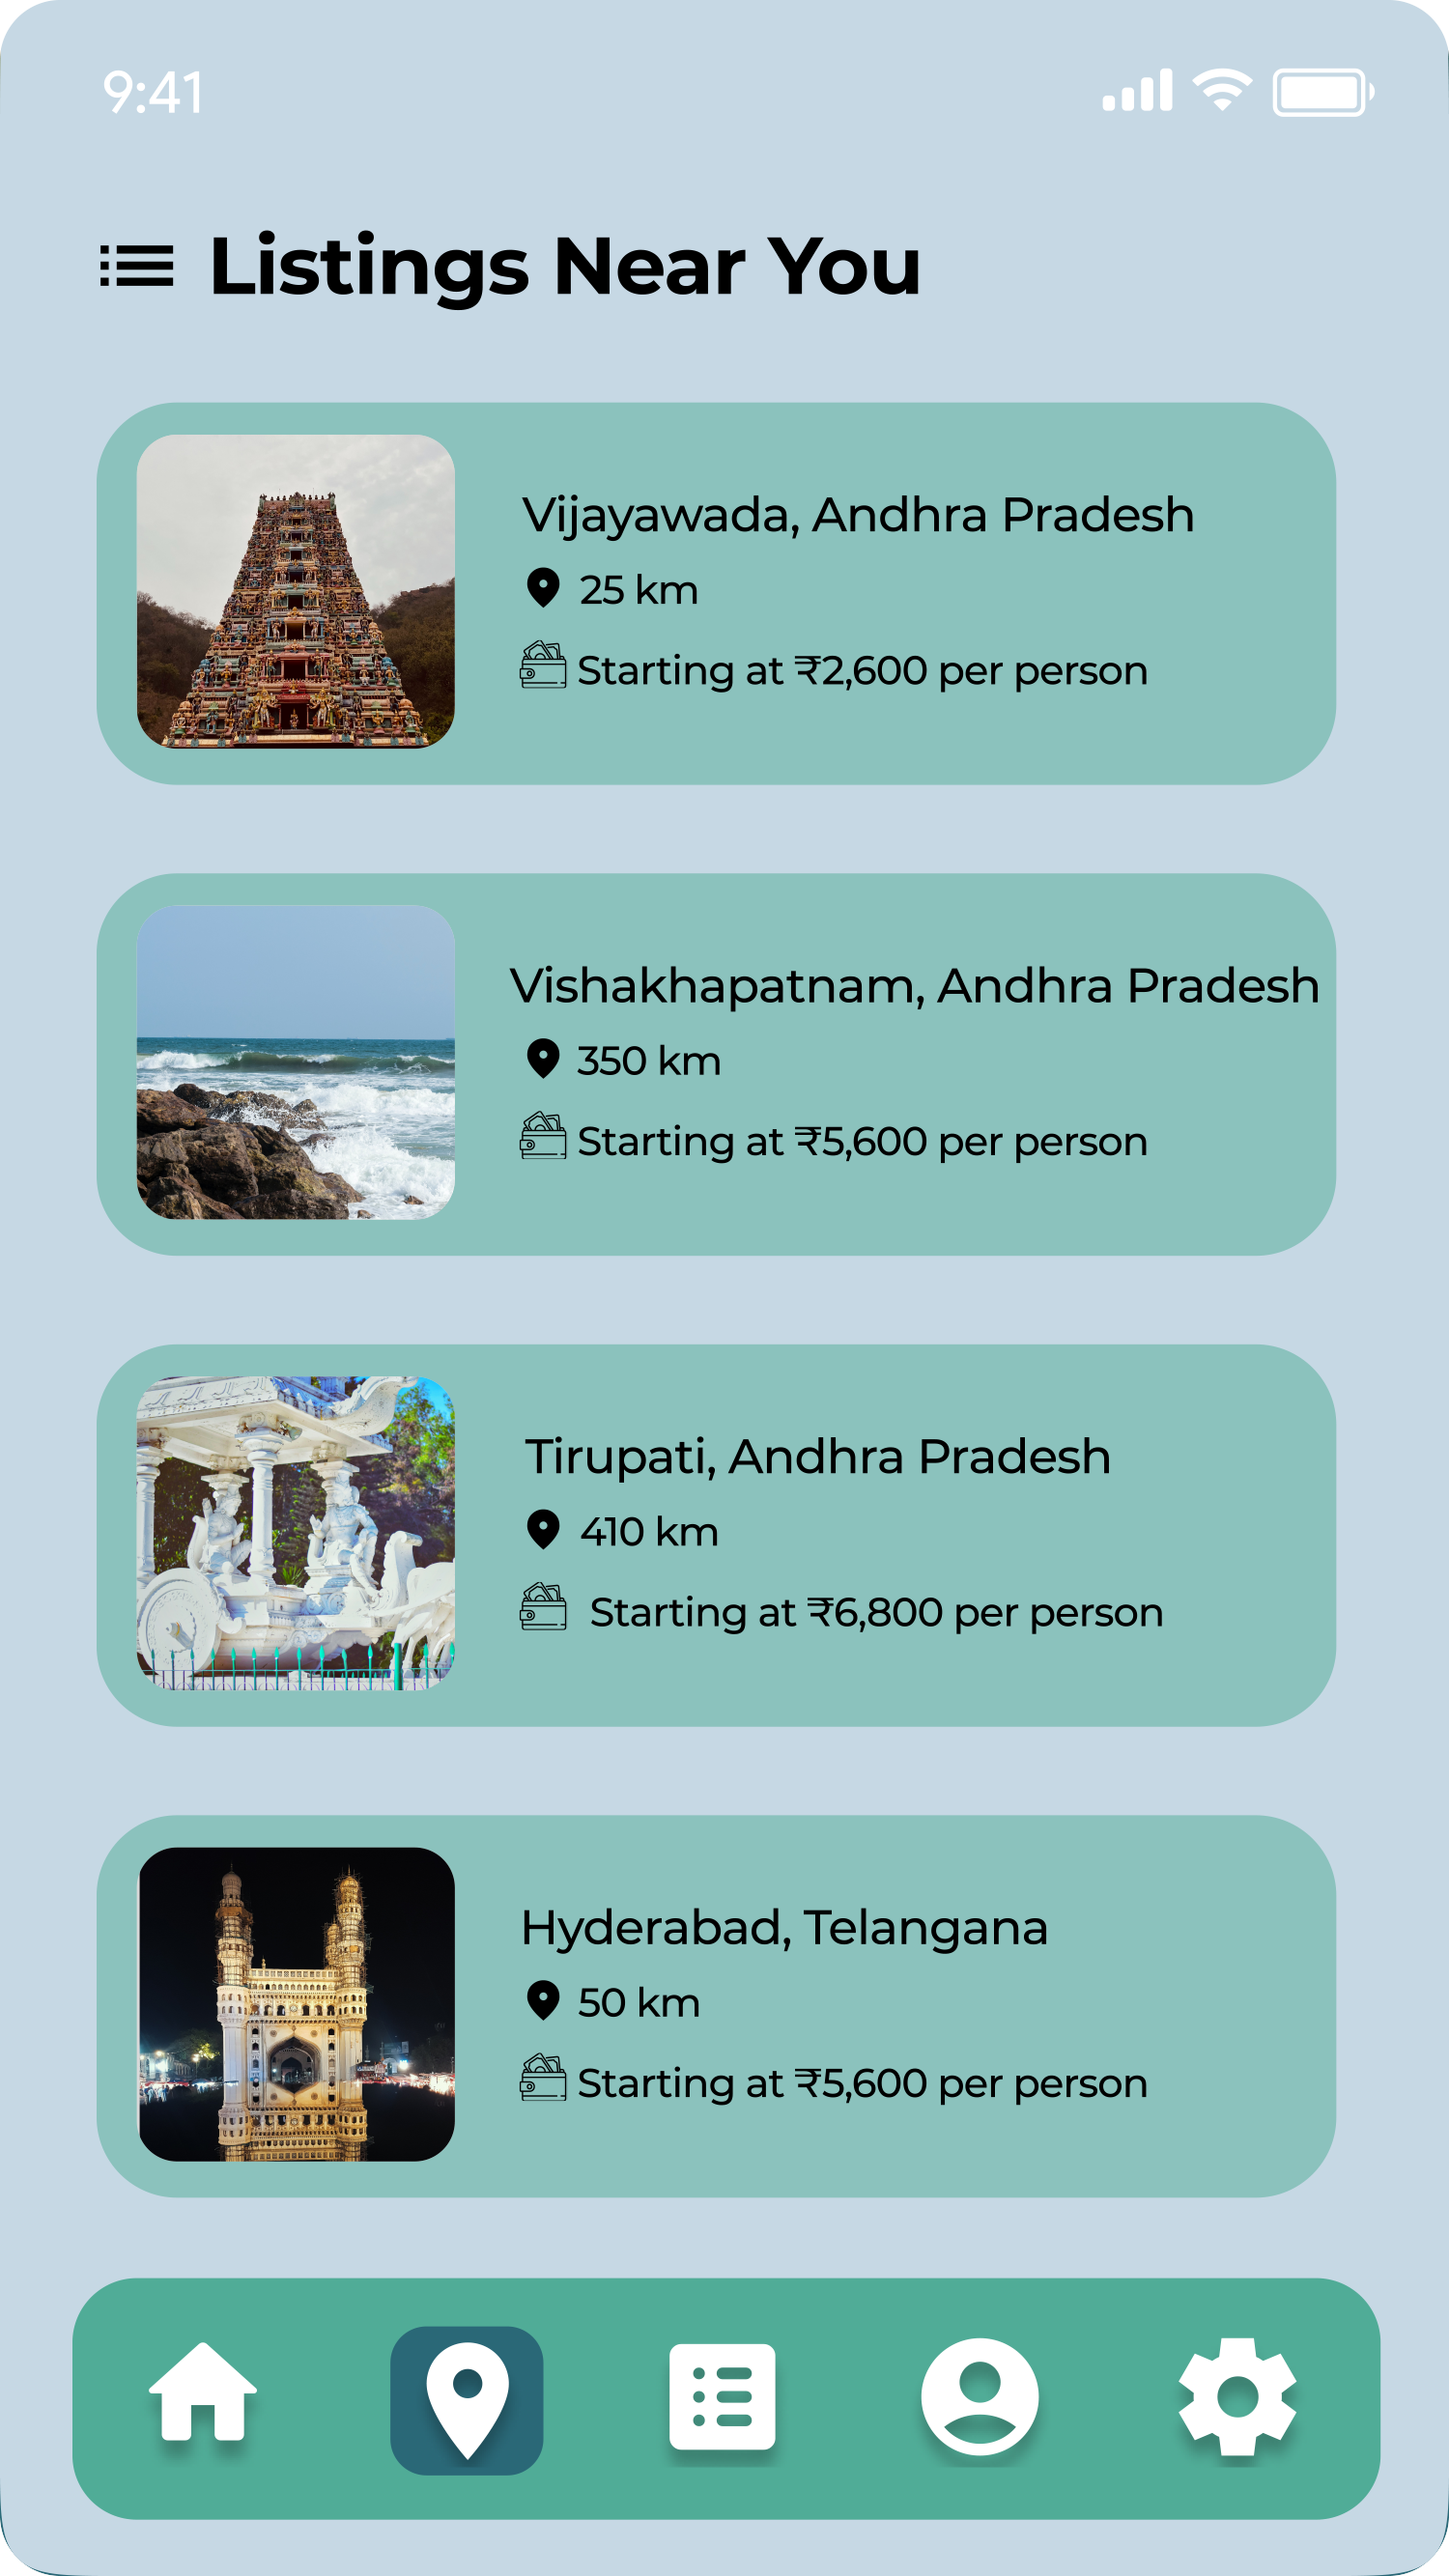 9:41
Listings Near You
Vijayawada, Andhra Pradesh
25 km
Starting at ₹2,600 per person
Vishakhapatnam, Andhra Pradesh
350 km
Starting at ₹5,600 per person
Tirupati, Andhra Pradesh
410 km
Starting at ₹6,800 per person
Hyderabad, Telangana
50 km
Starting at ₹5,600 per person